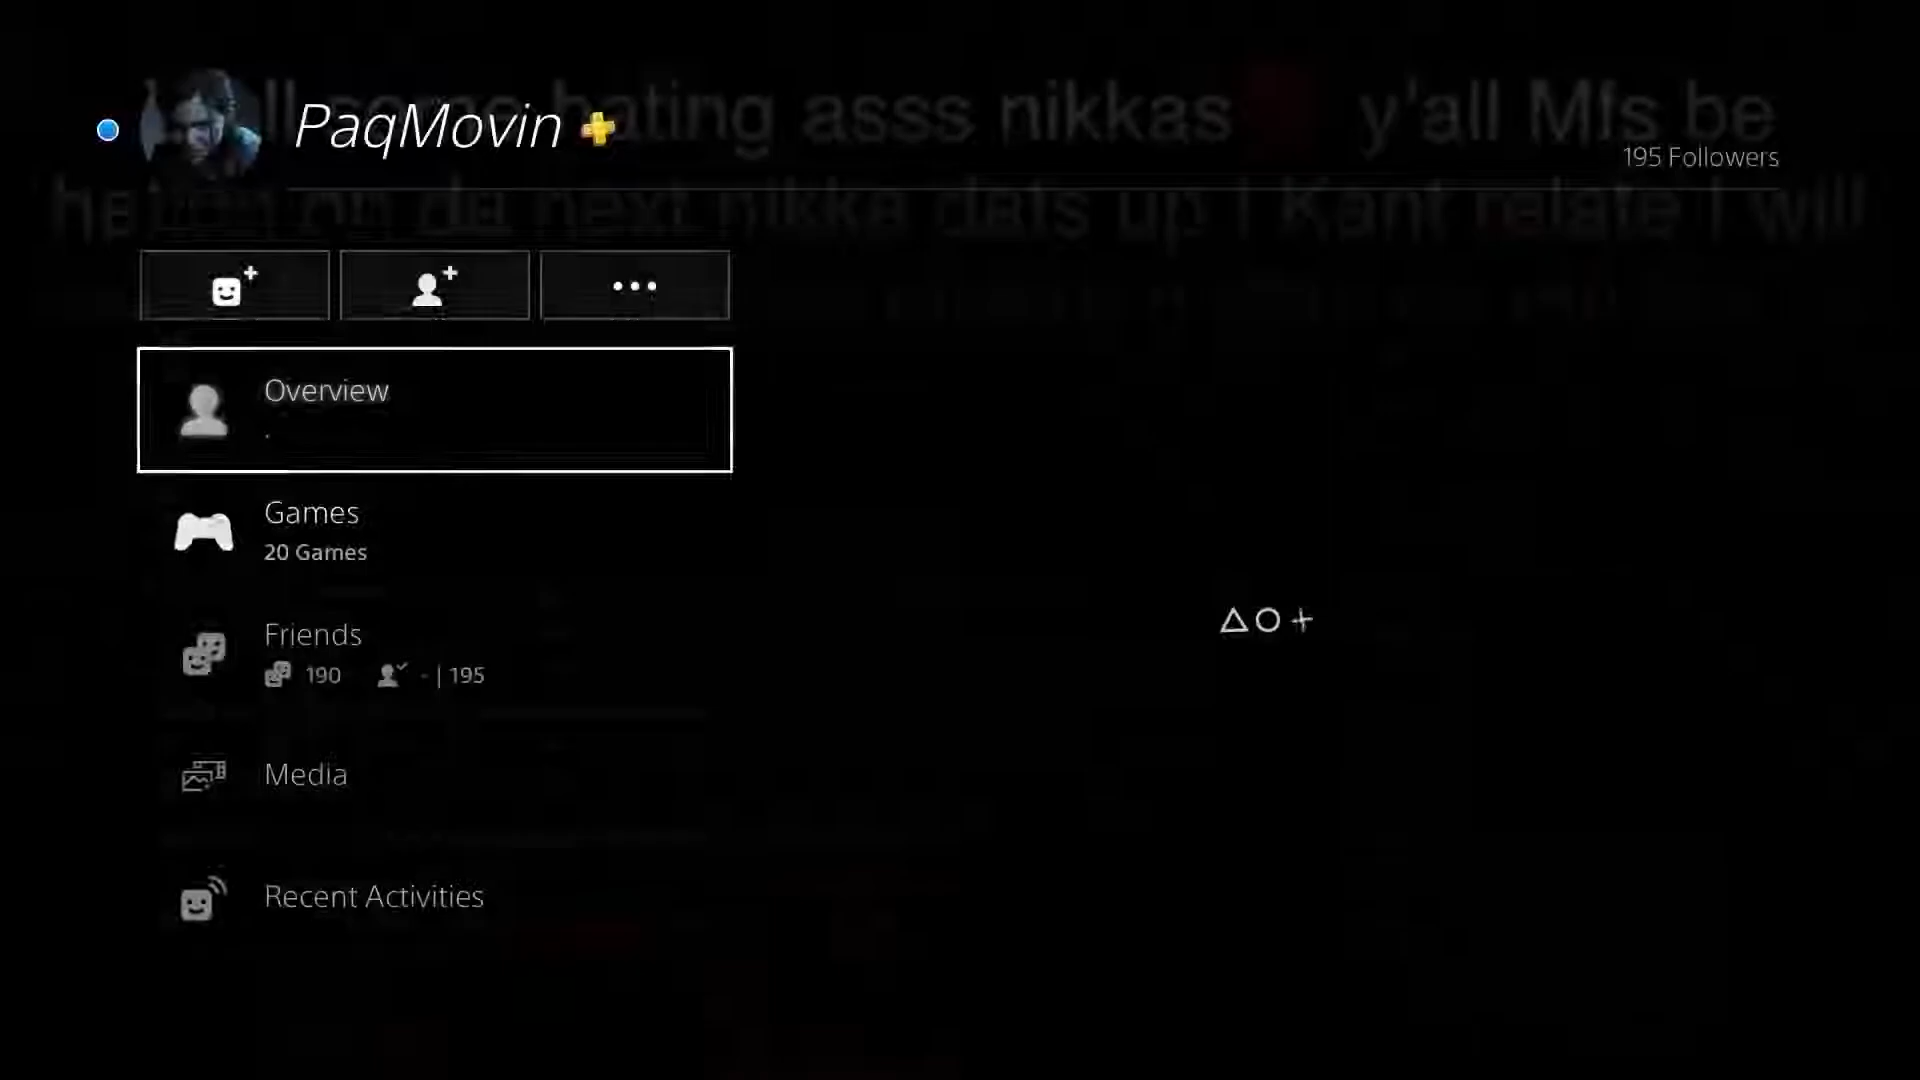 PaqMovin
hating asss nikkas y'all Mfs be
195 Followers
on da next nikka dats up I Kant relate I will
Overview
.
Games
20 Games
Friends
190 - | 195
Media
Recent Activities